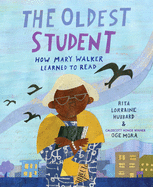 THE OLDEST
STUDENT
HOW MARY WALKER
LEARNED TO READ
RITA
LORRAINE
HUBBARD
&
CALDECOTT HONOR WINNER
OGE MORA